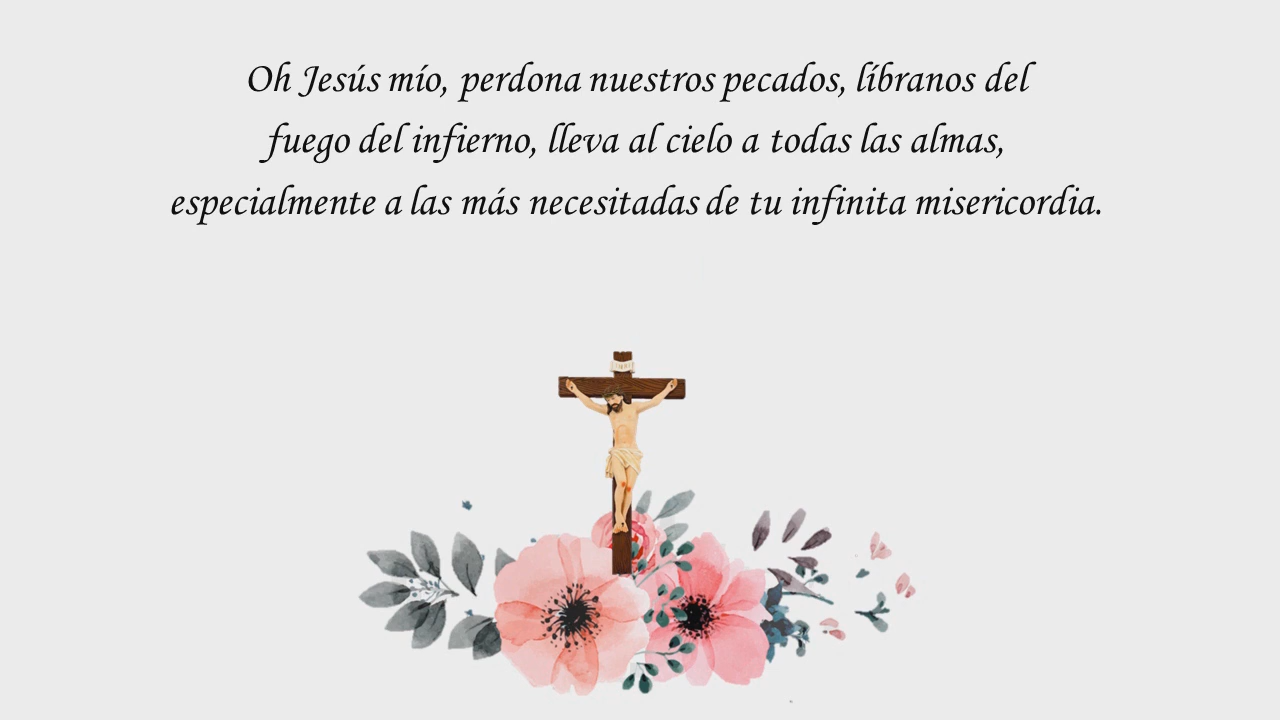 Oh Jesús mío, perdona nuestros pecados, líbranos del
fuego del infierno, lleva al cielo a todas las almas,
especialmente a las más necesitadas de tu infinita misericordia.